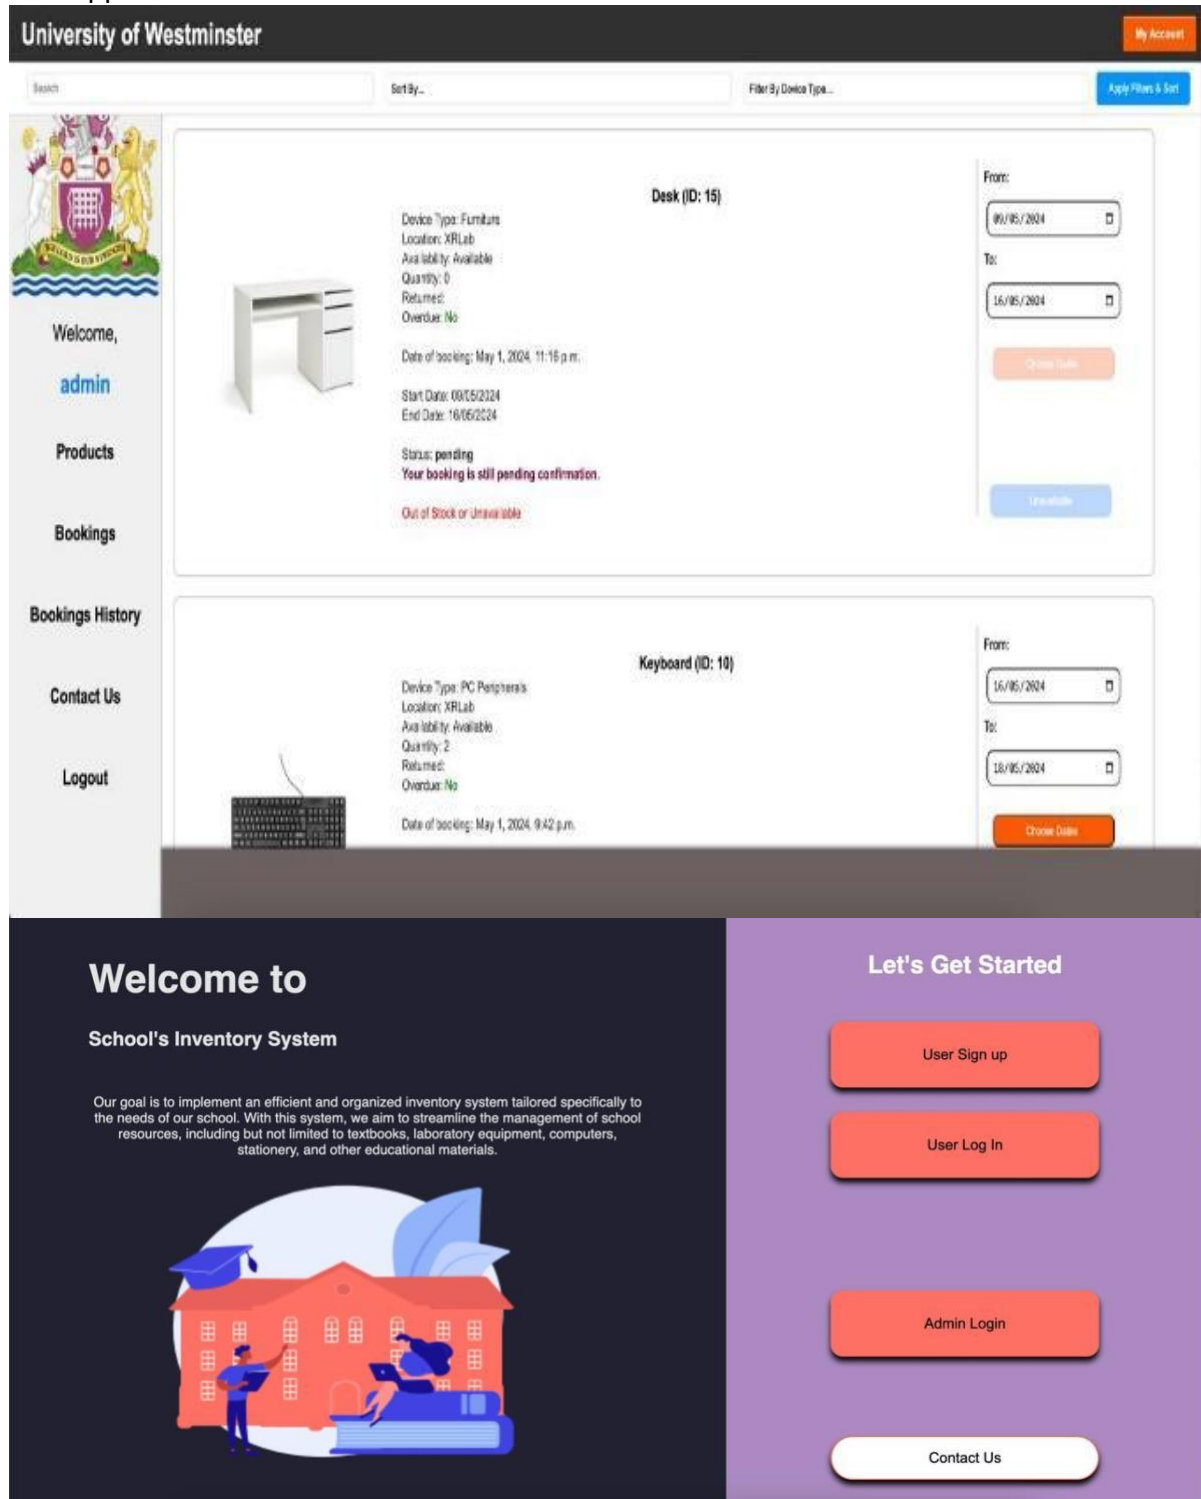 University of Westminster
My Account
Search
Sort By...
Filter By Device Type...
Apply Filters & Sort
Welcome,
admin
Products
Bookings
Bookings History
Contact Us
Logout
Desk (ID: 15)
Device Type: Furniture
Location: XRLab
Availability: Available
Quantity: 0
Returned:
Overdue: No
Date of booking: May 1, 2024, 11:16 p.m.
Start Date: 09/05/2024
End Date: 16/05/2024
Status: pending
Your booking is still pending confirmation.
Out of Stock or Unavailable
From:
09/05/2024
To:
16/05/2024
Choose Dates
Unavailable
Keyboard (ID: 10)
Device Type: PC Peripherals
Location: XRLab
Availability: Available
Quantity: 2
Returned:
Overdue: No
Date of booking: May 1, 2024, 9:42 p.m.
From:
16/05/2024
To:
18/05/2024
Choose Dates
Welcome to
School's Inventory System
Our goal is to implement an efficient and organized inventory system tailored specifically to
the needs of our school. With this system, we aim to streamline the management of school
resources, including but not limited to textbooks, laboratory equipment, computers,
stationery, and other educational materials.
Let's Get Started
User Sign up
User Log In
Admin Login
Contact Us